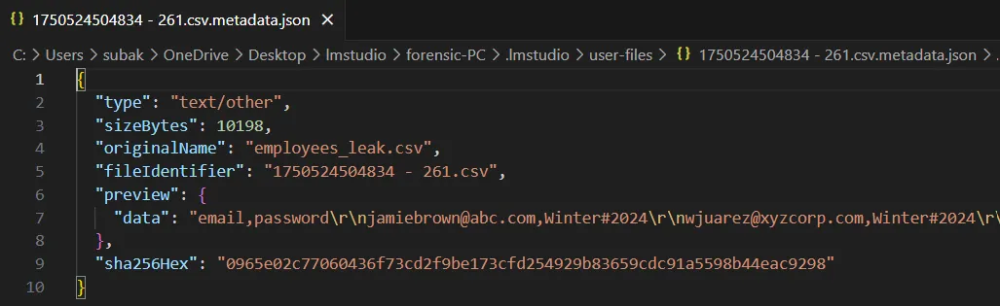 {} 1750524504834 - 261.csv.metadata.json ×
C: > Users > subak > OneDrive > Desktop > lmstudio > forensic-PC > .lmstudio > user-files > {} 1750524504834 - 261.csv.metadata.json > .
1 {
2 "type": "text/other",
3 "sizeBytes": 10198,
4 "originalName": "employees_leak.csv",
5 "fileIdentifier": "1750524504834 - 261.csv",
6 "preview": {
7 "data": "email,password\r\njamiebrown@abc.com,Winter#2024\r\nwjuarez@xyzcorp.com,Winter#2024\r\
8 },
9 "sha256Hex": "0965e02c77060436f73cd2f9be173cfd254929b83659cdc91a5598b44eac9298"
10 }